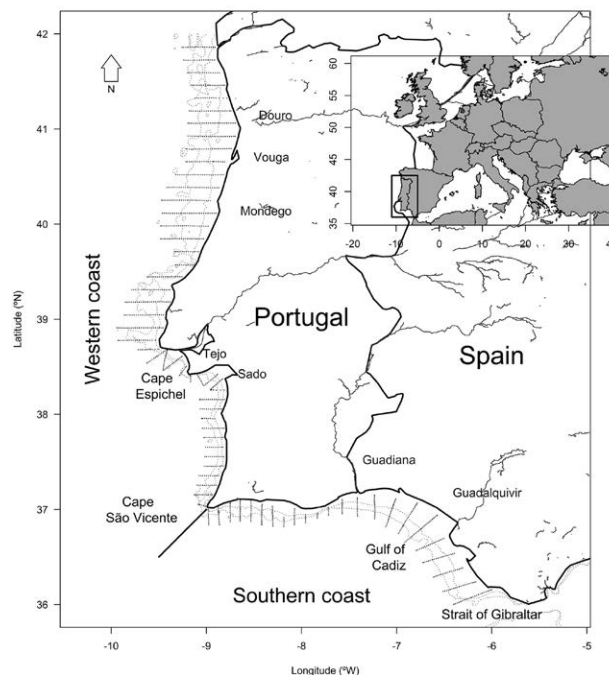 42
41
40
39
38
37
36
Latitude (ºN)
N
Western coast
Douro
Vouga
Mondego
60
55
50
45
40
35
-20
-10
0
10
20
30
40
Portugal
Spain
Tejo
Cape
Espichel
Sado
Guadiana
Guadalquivir
Cape
São Vicente
Gulf of
Cadiz
Southern coast
Strait of Gibraltar
-10
-9
-8
-7
-6
-5
Longitude (ºW)